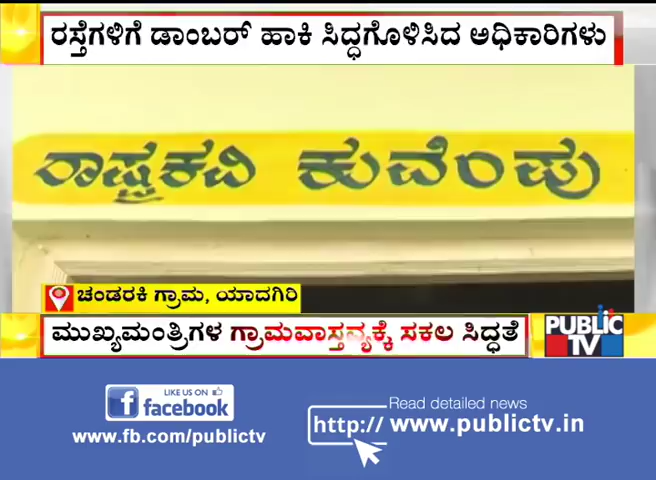 ರಸ್ತೆಗಳಿಗೆ ಡಾಂಬರ್ ಹಾಕಿ ಸಿದ್ಧಗೊಳಿಸಿದ ಅಧಿಕಾರಿಗಳು
ರಾಷ್ಟ್ರಕವಿ ಕುವೆಂಪು
ಚಂಡರಕಿ ಗ್ರಾಮ, ಯಾದಗಿರಿ
ಮುಖ್ಯಮಂತ್ರಿಗಳ ಗ್ರಾಮವಾಸ್ತವ್ಯಕ್ಕೆ ಸಕಲ ಸಿದ್ಧತೆ
PUBLiC
TV
LIKE US ON
facebook
www.fb.com/publictv
Read detailed news
http:// www.publictv.in